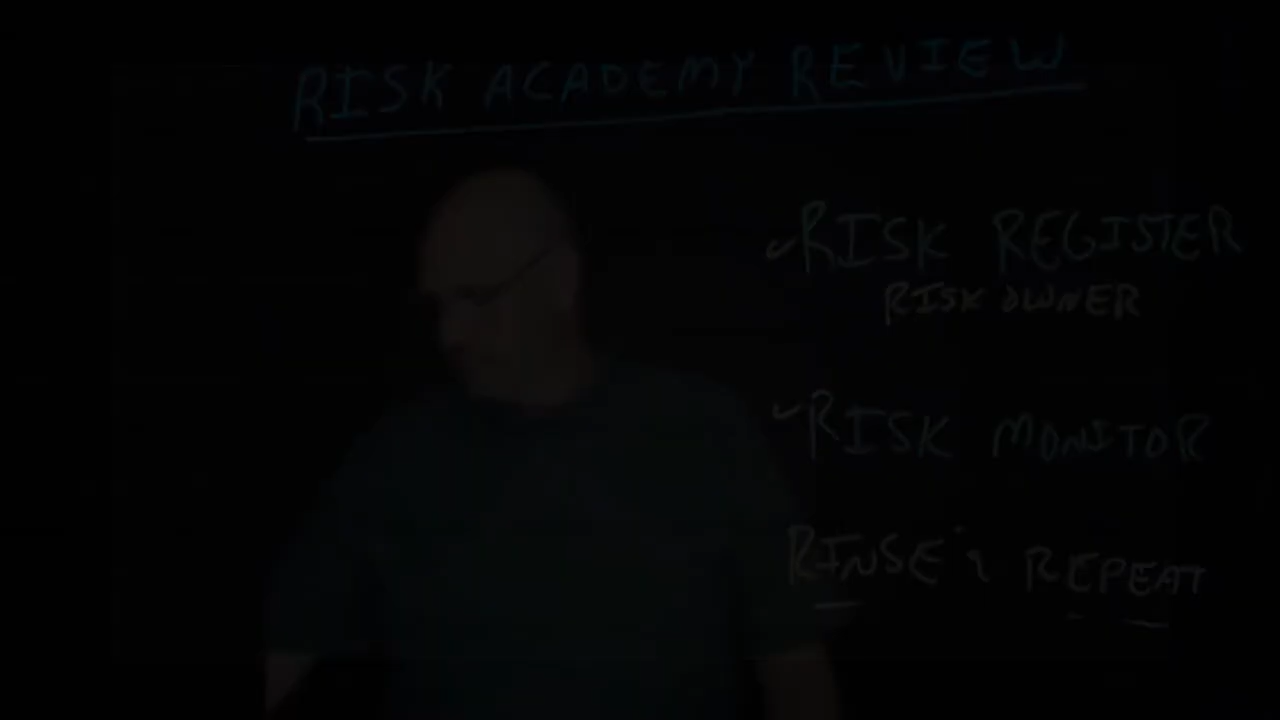 RISK ACADEMY REVIEW
✓RISK REGISTER
RISK OWNER
✓RISK MONITOR
RINSE & REPEAT